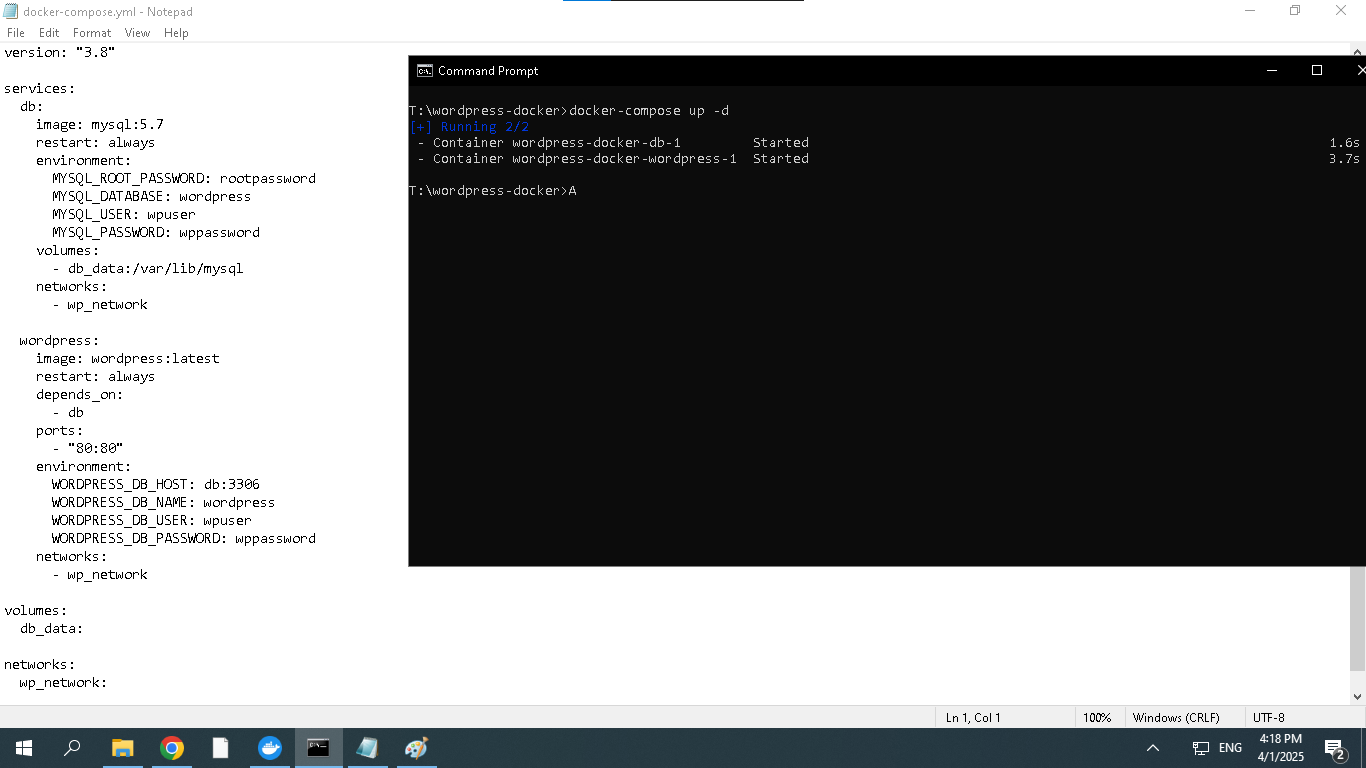 docker-compose.yml - Notepad
File Edit Format View Help
version: "3.8"
services:
  db:
    image: mysql:5.7
    restart: always
    environment:
      MYSQL_ROOT_PASSWORD: rootpassword
      MYSQL_DATABASE: wordpress
      MYSQL_USER: wpuser
      MYSQL_PASSWORD: wppassword
    volumes:
      - db_data:/var/lib/mysql
    networks:
      - wp_network
  wordpress:
    image: wordpress:latest
    restart: always
    depends_on:
      - db
    ports:
      - "80:80"
    environment:
      WORDPRESS_DB_HOST: db:3306
      WORDPRESS_DB_NAME: wordpress
      WORDPRESS_DB_USER: wpuser
      WORDPRESS_DB_PASSWORD: wppassword
    networks:
      - wp_network
volumes:
  db_data:
networks:
  wp_network:
C:\. Command Prompt
T:\wordpress-docker>docker-compose up -d
[+] Running 2/2
 - Container wordpress-docker-db-1 Started 1.6s
 - Container wordpress-docker-wordpress-1 Started 3.7s
T:\wordpress-docker>A
Ln 1, Col 1 100% Windows (CRLF) UTF-8
ENG
4:18 PM
4/1/2025
2